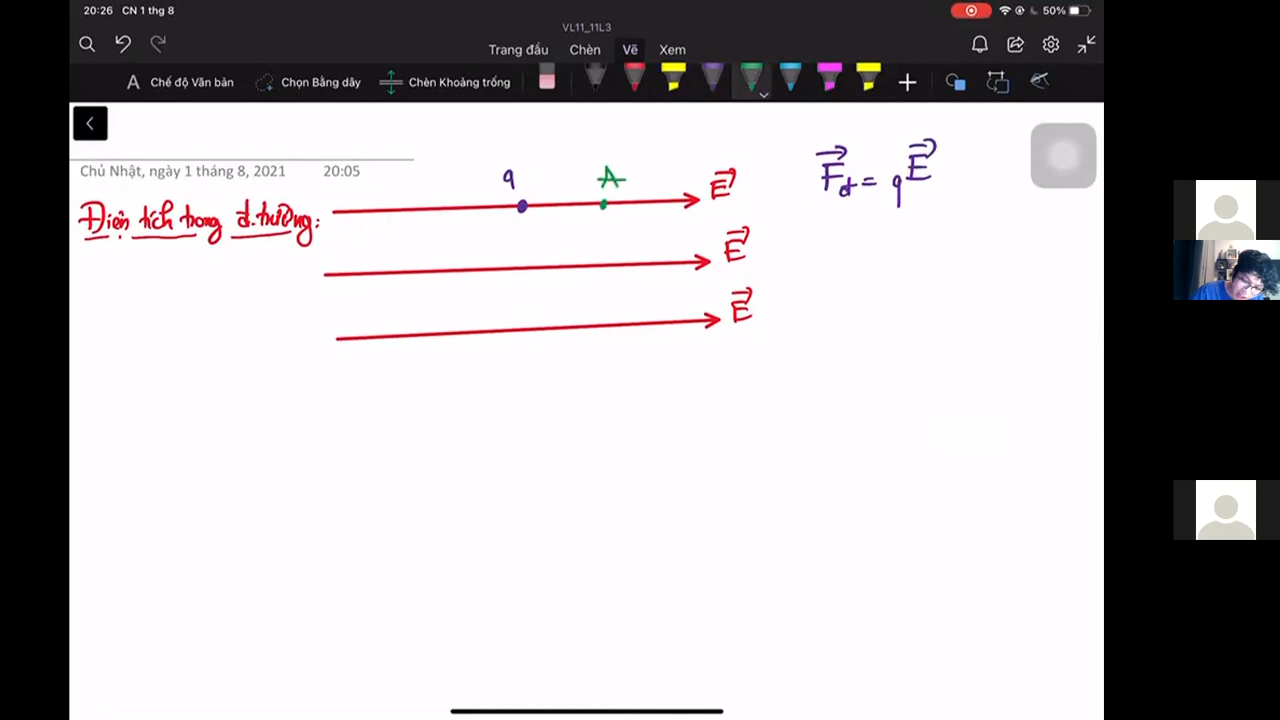 20:26 CN 1 thg 8
50%
VL11_11L3
Trang đầu Chèn Vẽ Xem
A Chế độ Văn bản Chọn Bằng dây Chèn Khoảng trống
Chủ Nhật, ngày 1 tháng 8, 2021 20:05
Điện tích trong đ.trường:
q A E⃗
E⃗
E⃗
F⃗đ = qE⃗